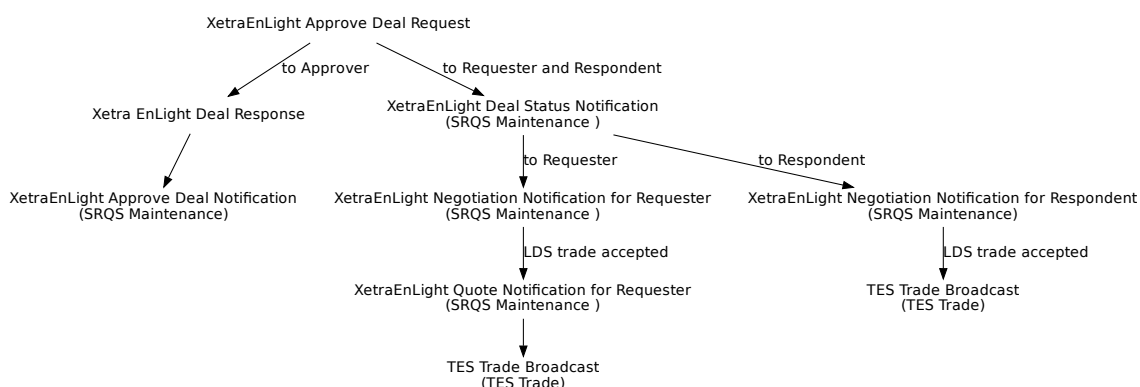 XetraEnLight Approve Deal Request
to Approver
to Requester and Respondent
Xetra EnLight Deal Response
XetraEnLight Deal Status Notification
(SRQS Maintenance )
to Requester
to Respondent
XetraEnLight Approve Deal Notification
(SRQS Maintenance)
XetraEnLight Negotiation Notification for Requester
(SRQS Maintenance )
XetraEnLight Negotiation Notification for Respondent
(SRQS Maintenance)
LDS trade accepted
LDS trade accepted
XetraEnLight Quote Notification for Requester
(SRQS Maintenance )
TES Trade Broadcast
(TES Trade)
TES Trade Broadcast
(TES Trade)